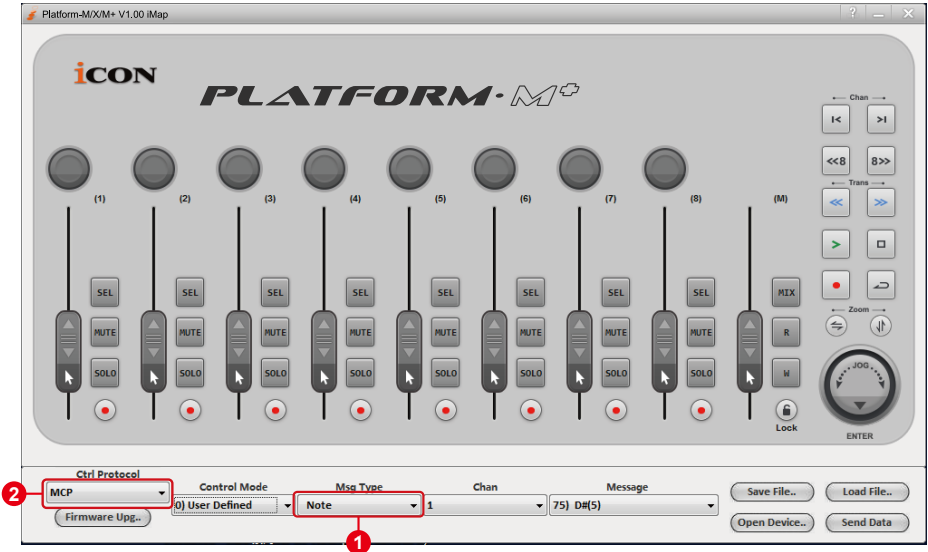 Platform-M/X/M+ V1.00 iMap
? — X
iCON
PLATFORM·M+
Chan
I< >I
<<8 8>>
Trans
<< >>
>
Zoom
(1) (2) (3) (4) (5) (6) (7) (8) (M)
SEL SEL SEL SEL SEL SEL SEL SEL MIX
MUTE MUTE MUTE MUTE MUTE MUTE MUTE MUTE R
SOLO SOLO SOLO SOLO SOLO SOLO SOLO SOLO W
Lock
JOG
ENTER
Ctrl Protocol Control Mode Msg Type Chan Message
2 MCP 0) User Defined Note 1 75) D#(5)
Save File.. Load File..
Firmware Upg.. Open Device.. Send Data
1